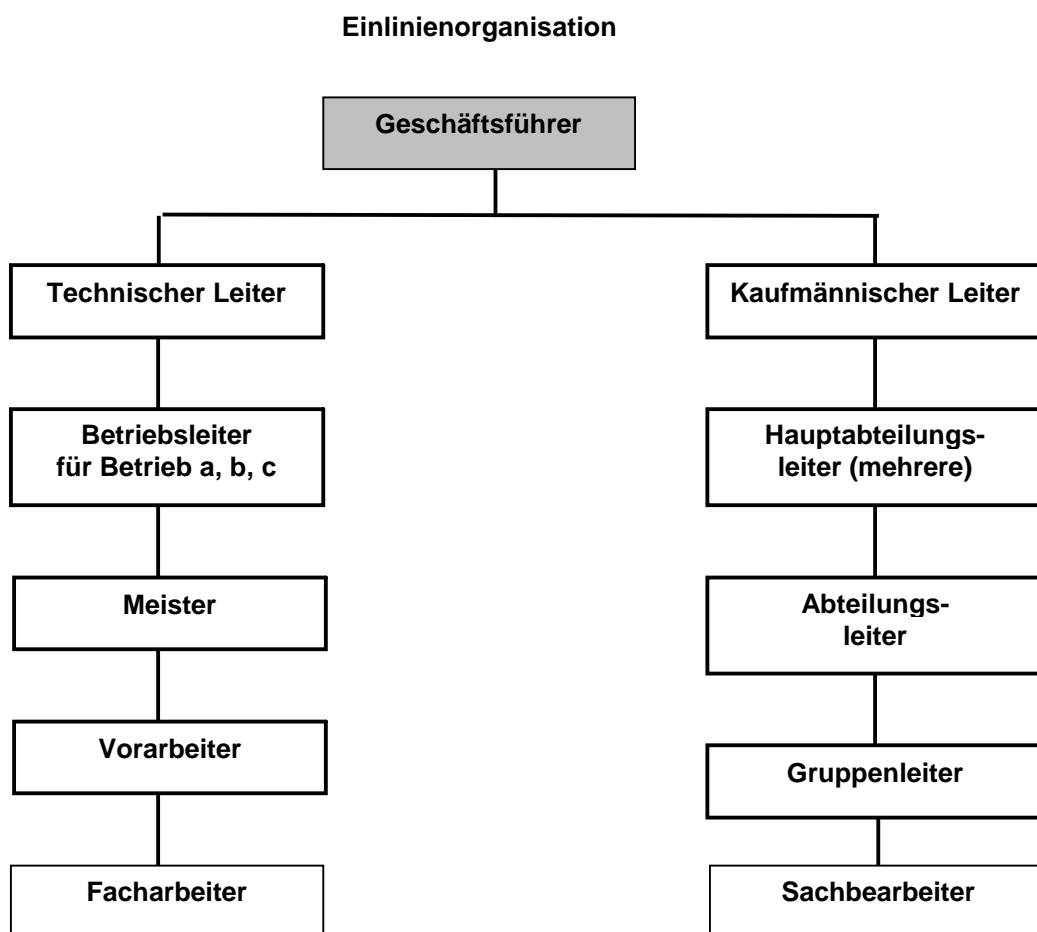 Einlinienorganisation
Geschäftsführer
Technischer Leiter
Kaufmännischer Leiter
Betriebsleiter
für Betrieb a, b, c
Hauptabteilungs-
leiter (mehrere)
Meister
Abteilungs-
leiter
Vorarbeiter
Gruppenleiter
Facharbeiter
Sachbearbeiter